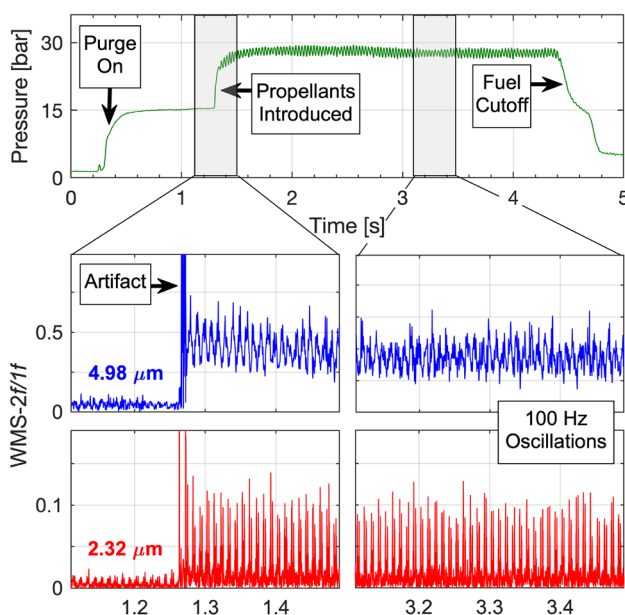 30
Purge
On
Propellants
Introduced
Fuel
Cutoff
15
0
Pressure [bar]
0 1 2 3 4 5
Time [s]
Artifact
0.5
4.98 μm
0
WMS-2f/1f
100 Hz
Oscillations
0.1
2.32 μm
0
1.2 1.3 1.4 3.2 3.3 3.4